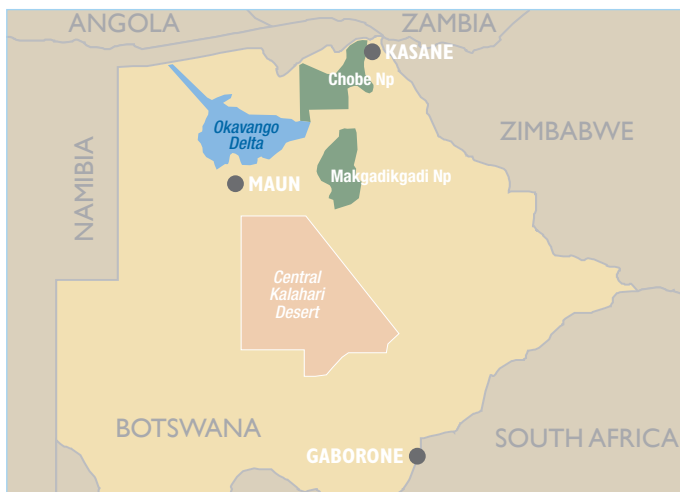 ANGOLA
ZAMBIA
KASANE
Chobe Np
ZIMBABWE
Okavango
Delta
NAMIBIA
MAUN
Makgadikgadi Np
Central
Kalahari
Desert
BOTSWANA
SOUTH AFRICA
GABORONE